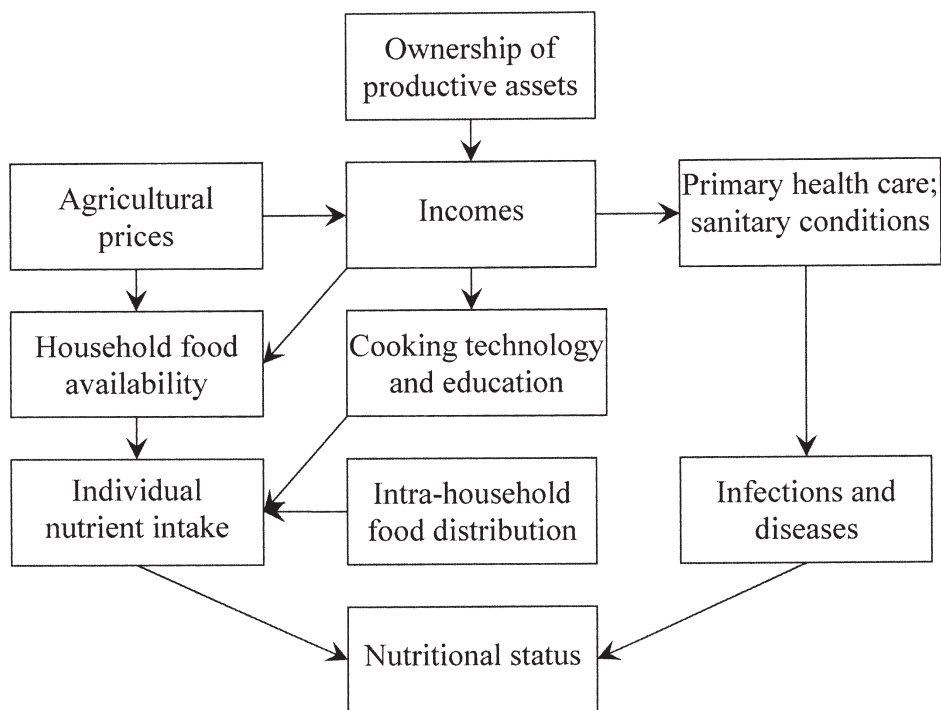 Ownership of
productive assets
Agricultural
prices
Incomes
Primary health care;
sanitary conditions
Household food
availability
Cooking technology
and education
Individual
nutrient intake
Intra-household
food distribution
Infections and
diseases
Nutritional status